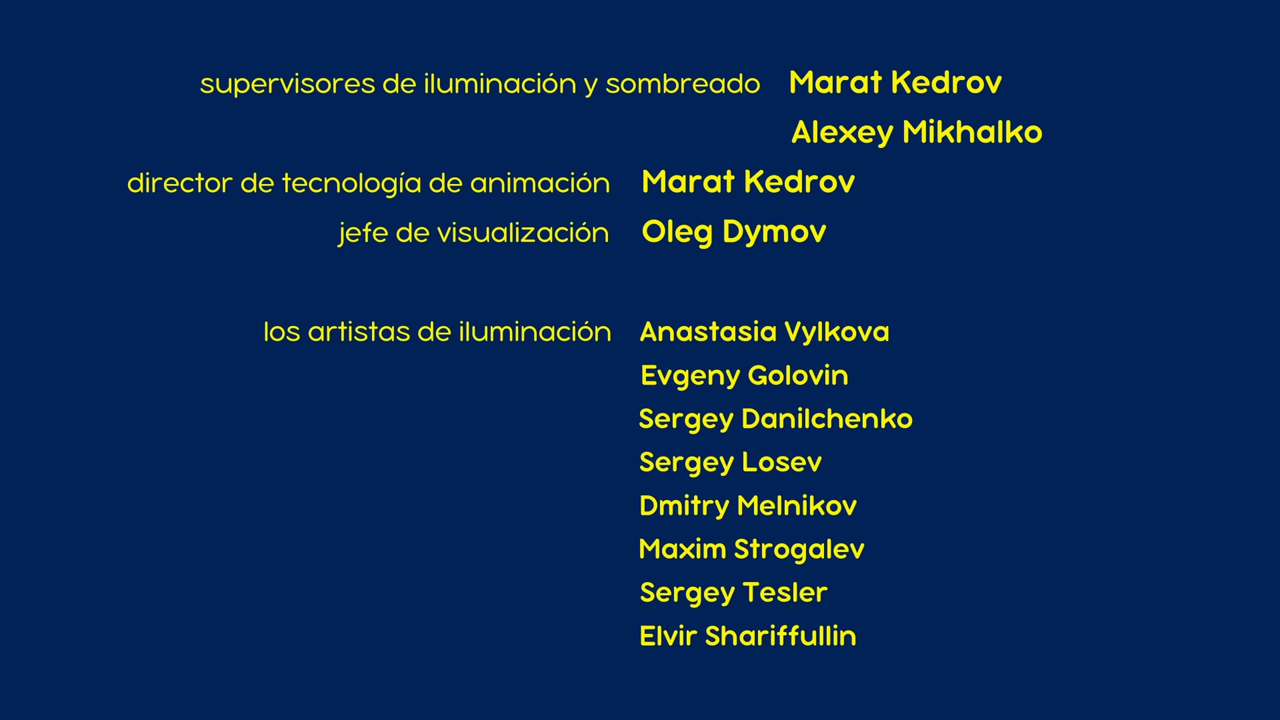 supervisores de iluminación y sombreado Marat Kedrov
Alexey Mikhalko
director de tecnología de animación Marat Kedrov
jefe de visualización Oleg Dymov
los artistas de iluminación Anastasia Vylkova
Evgeny Golovin
Sergey Danilchenko
Sergey Losev
Dmitry Melnikov
Maxim Strogalev
Sergey Tesler
Elvir Shariffullin